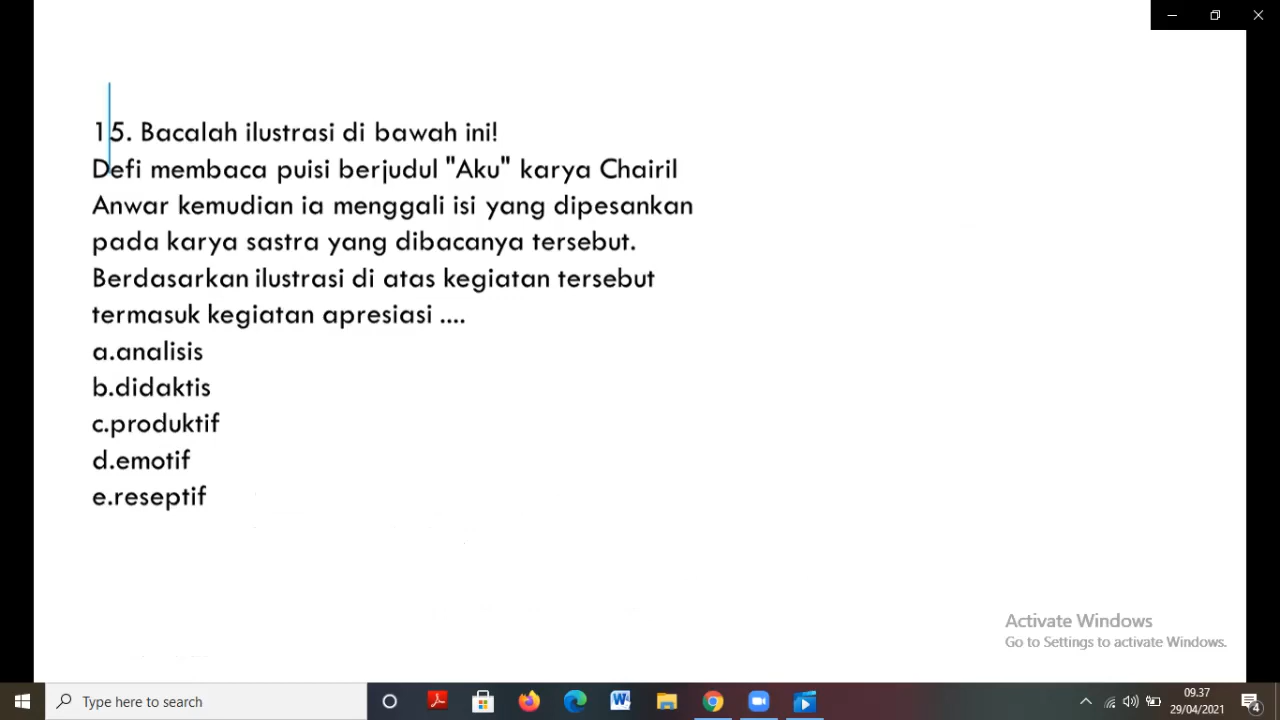 15. Bacalah ilustrasi di bawah ini!
Defi membaca puisi berjudul "Aku" karya Chairil
Anwar kemudian ia menggali isi yang dipesankan
pada karya sastra yang dibacanya tersebut.
Berdasarkan ilustrasi di atas kegiatan tersebut
termasuk kegiatan apresiasi ....
a.analisis
b.didaktis
c.produktif
d.emotif
e.reseptif
Activate Windows
Go to Settings to activate Windows.
Type here to search
09.37
29/04/2021
4